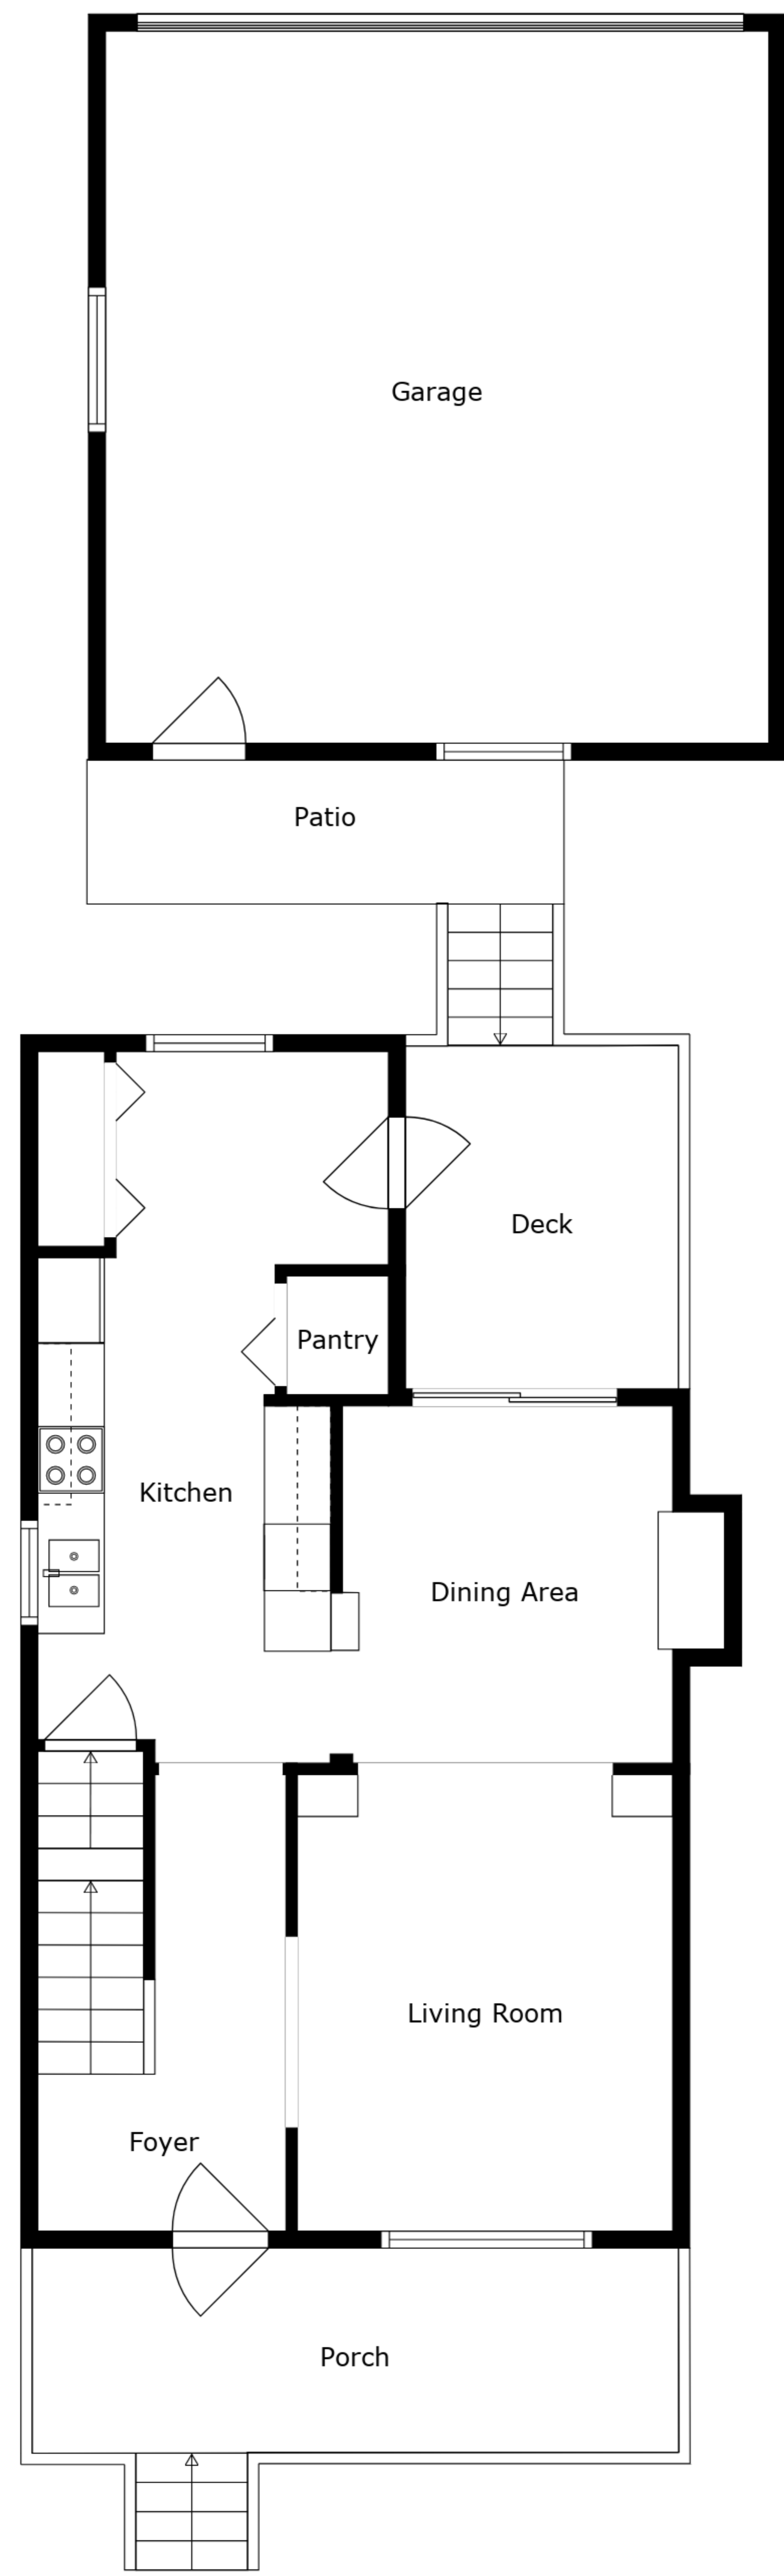 Garage
Patio
Deck
Pantry
Kitchen
Dining Area
Living Room
Foyer
Porch